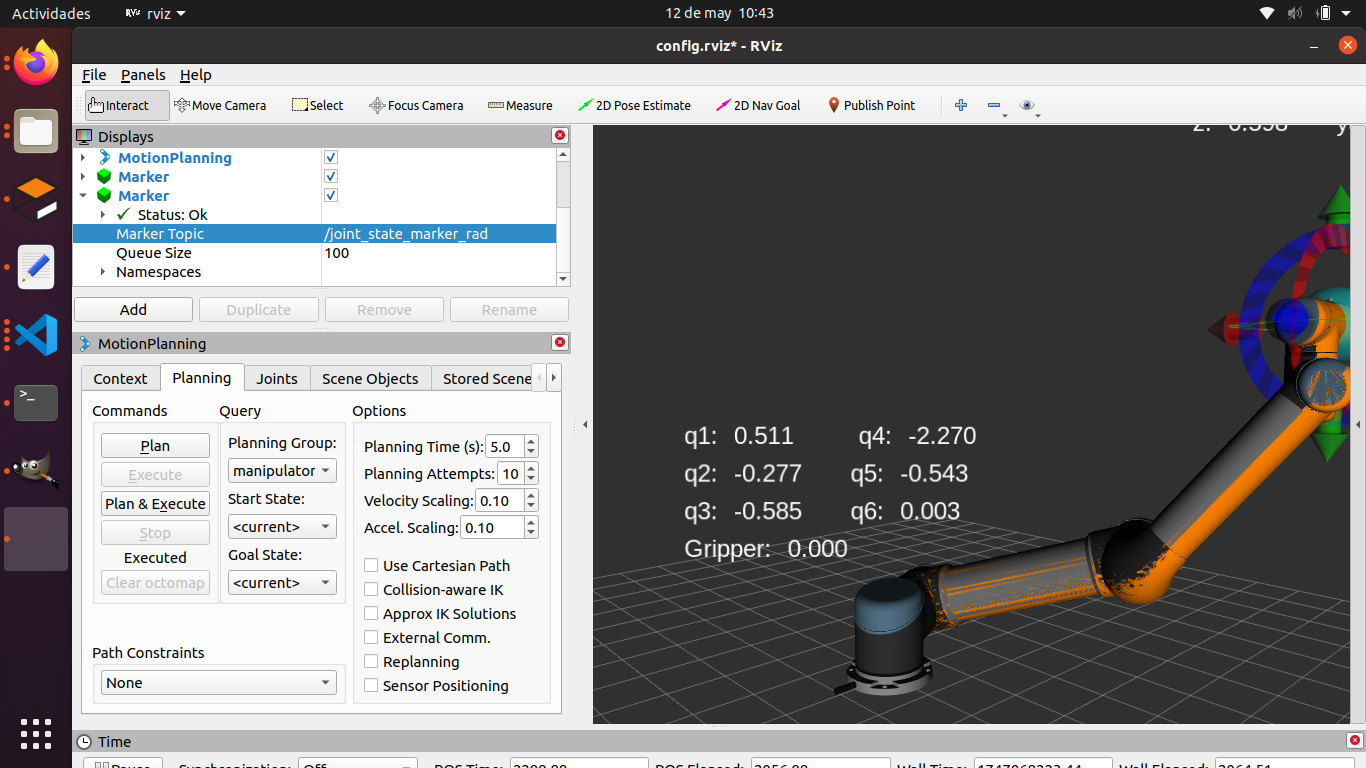 Actividades
rviz
12 de may 10:43
config.rviz* - RViz
File Panels Help
Interact
Move Camera
Select
Focus Camera
Measure
2D Pose Estimate
2D Nav Goal
Publish Point
Displays
MotionPlanning
Marker
Marker
Status: Ok
Marker Topic /joint_state_marker_rad
Queue Size 100
Namespaces
Add Duplicate Remove Rename
MotionPlanning
Context Planning Joints Scene Objects Stored Scene
Commands
Plan
Execute
Plan & Execute
Stop
Executed
Clear octomap
Query
Planning Group:
manipulator
Start State:
<current>
Goal State:
<current>
Options
Planning Time (s): 5.0
Planning Attempts: 10
Velocity Scaling: 0.10
Accel. Scaling: 0.10
Use Cartesian Path
Collision-aware IK
Approx IK Solutions
External Comm.
Replanning
Sensor Positioning
Path Constraints
None
z: 0.598 y
q1: 0.511 q4: -2.270
q2: -0.277 q5: -0.543
q3: -0.585 q6: 0.003
Gripper: 0.000
Time
Pause Synchronization: Off ROS Time: ROS Elapsed: Wall Time: Wall Elapsed: